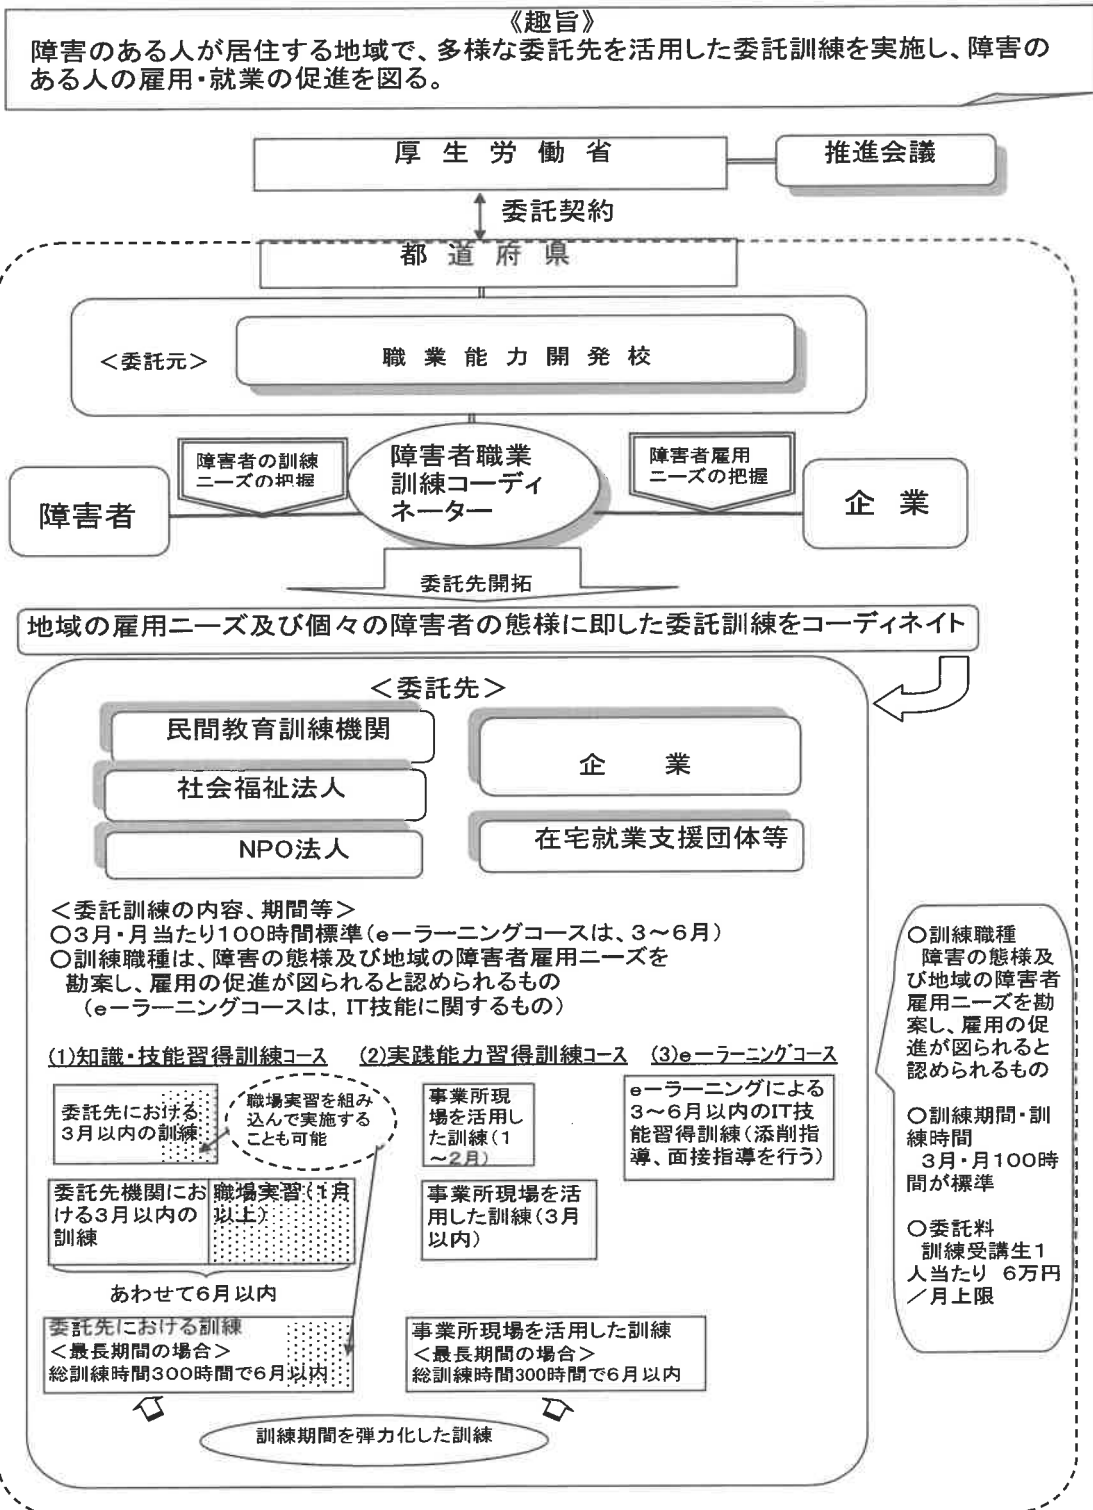 《趣旨》
障害のある人が居住する地域で、多様な委託先を活用した委託訓練を実施し、障害の
ある人の雇用・就業の促進を図る。
厚生労働省
推進会議
委託契約
都道府県
＜委託元＞
職業能力開発校
障害者の訓練
ニーズの把握
障害者職業
訓練コーディ
ネーター
障害者雇用
ニーズの把握
障害者
企業
委託先開拓
地域の雇用ニーズ及び個々の障害者の態様に即した委託訓練をコーディネイト
＜委託先＞
民間教育訓練機関
企業
社会福祉法人
NPO法人
在宅就業支援団体等
＜委託訓練の内容、期間等＞
○3月・月当たり100時間標準（eーラーニングコースは、3～6月）
○訓練職種は、障害の態様及び地域の障害者雇用ニーズを
勘案し、雇用の促進が図られると認められるもの
（eーラーニングコースは，IT技能に関するもの）
(1)知識・技能習得訓練コース
(2)実践能力習得訓練コース
(3)eーラーニングコース
委託先における
3月以内の訓練
職場実習を組み
込んで実施する
ことも可能
事業所現
場を活用し
た訓練（1
～2月）
eーラーニングによる
3～6月以内のIT技
能習得訓練（添削指
導、面接指導を行う）
委託先機関にお
ける3月以内の
訓練
職場実習（1月
以上）
事業所現場を活
用した訓練（3月
以内）
あわせて6月以内
委託先における訓練
＜最長期間の場合＞
総訓練時間300時間で6月以内
事業所現場を活用した訓練
＜最長期間の場合＞
総訓練時間300時間で6月以内
訓練期間を弾力化した訓練
○訓練職種
障害の態様及
び地域の障害者
雇用ニーズを勘
案し、雇用の促
進が図られると
認められるもの
○訓練期間・訓
練時間
3月・月100時
間が標準
○委託料
訓練受講生1
人当たり 6万円
／月上限